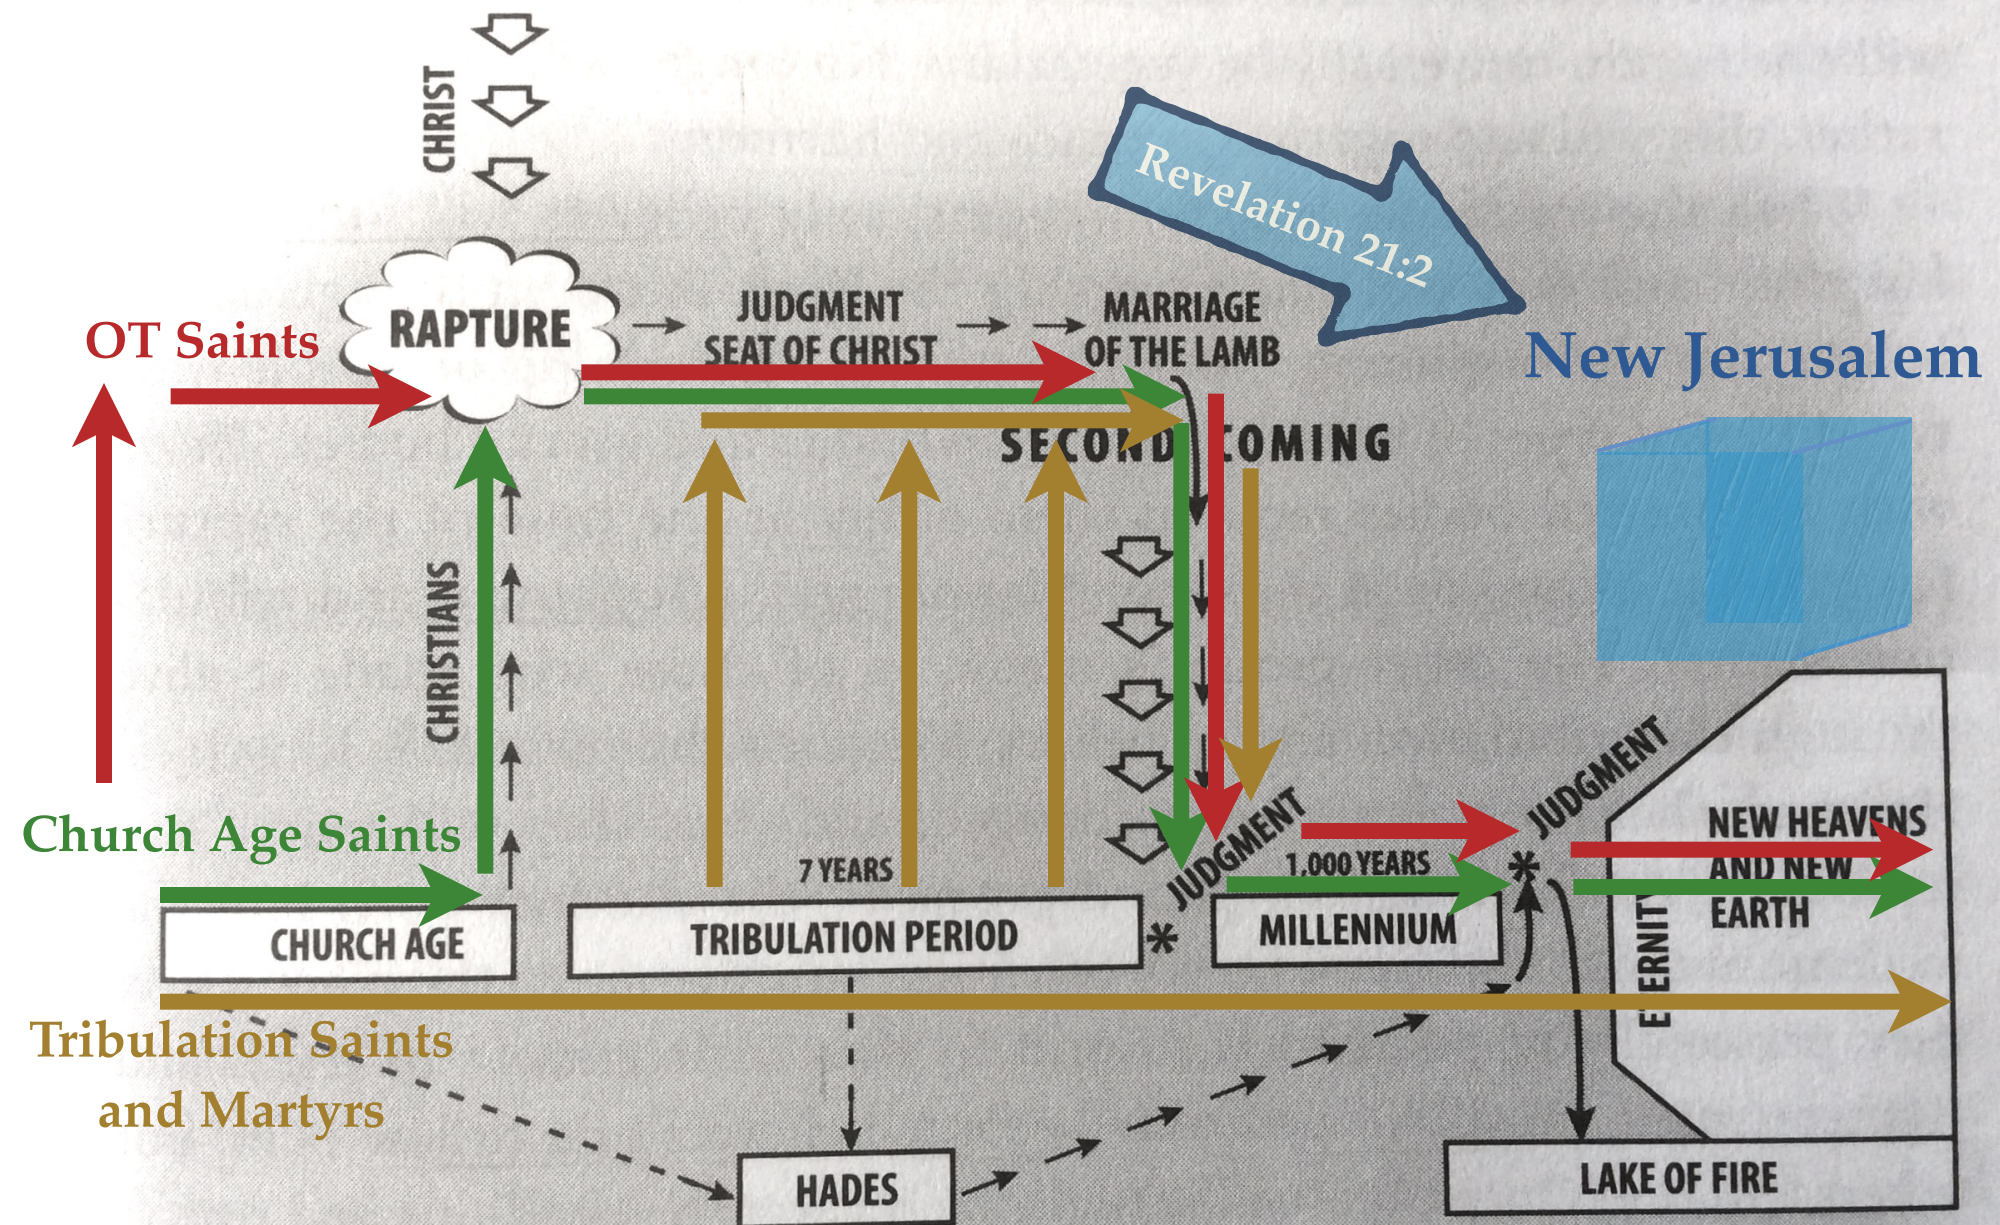 CHRIST
Revelation 21:2
RAPTURE
JUDGMENT
SEAT OF CHRIST
MARRIAGE
OF THE LAMB
OT Saints
New Jerusalem
SECOND COMING
CHRISTIANS
Church Age Saints
7 YEARS
JUDGMENT
1,000 YEARS
JUDGMENT
NEW HEAVENS
AND NEW
EARTH
ETERNITY
CHURCH AGE
TRIBULATION PERIOD
*
MILLENNIUM
*
Tribulation Saints
and Martyrs
HADES
LAKE OF FIRE